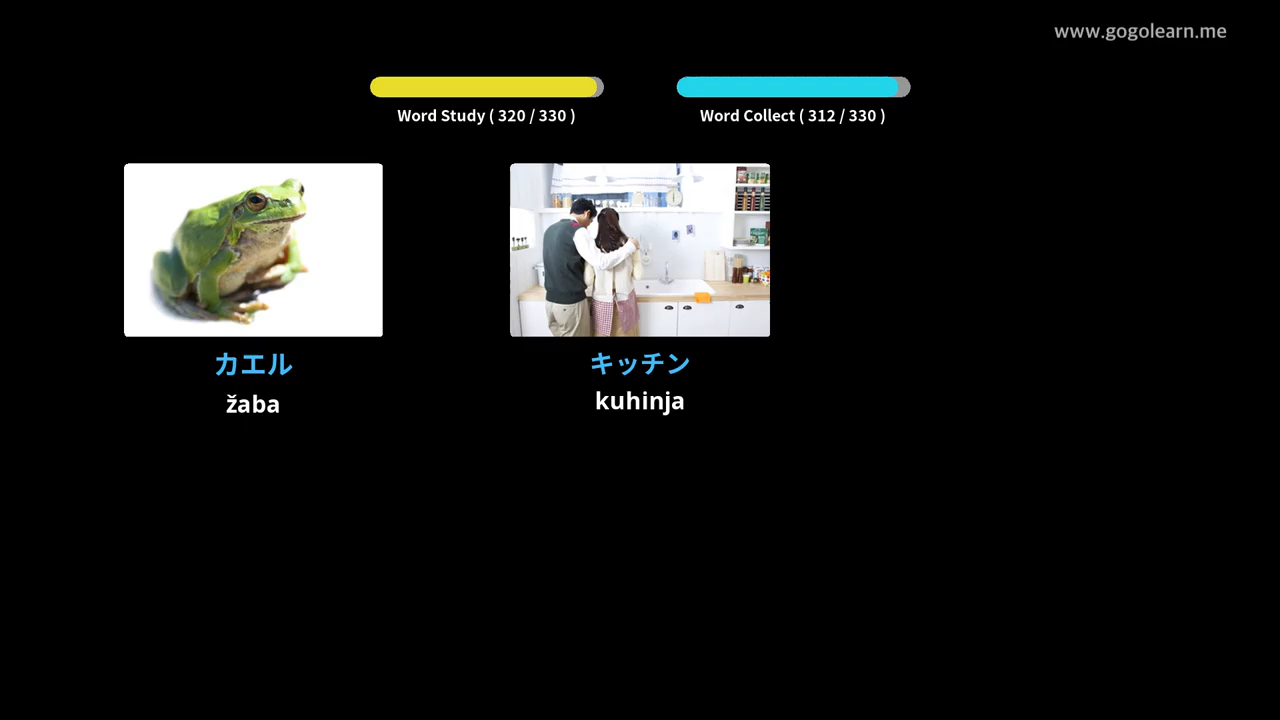 www.gogolearn.me
Word Study ( 320 / 330 )
Word Collect ( 312 / 330 )
カエル
žaba
キッチン
kuhinja